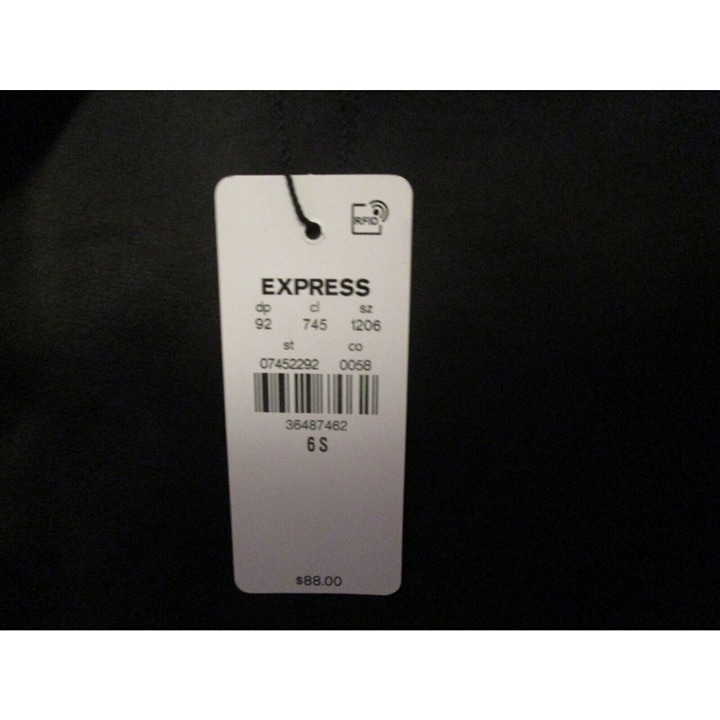 RFID
EXPRESS
dp cl sz
92 745 1206
st co
07452292 0058
36487462
6 S
$88.00